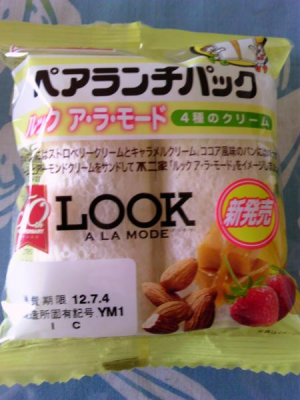 ペアランチパック
ルック ア・ラ・モード 4種のクリーム
はストロベリークリームとキャラメルクリーム、ココア風味のパンに
アーモンドクリームをサンドして 不二家「ルック ア・ラ・モード」をイメージし
LOOK
A LA MODE
新発売
期限 12.7.4
造所固有記号 YM1
I C